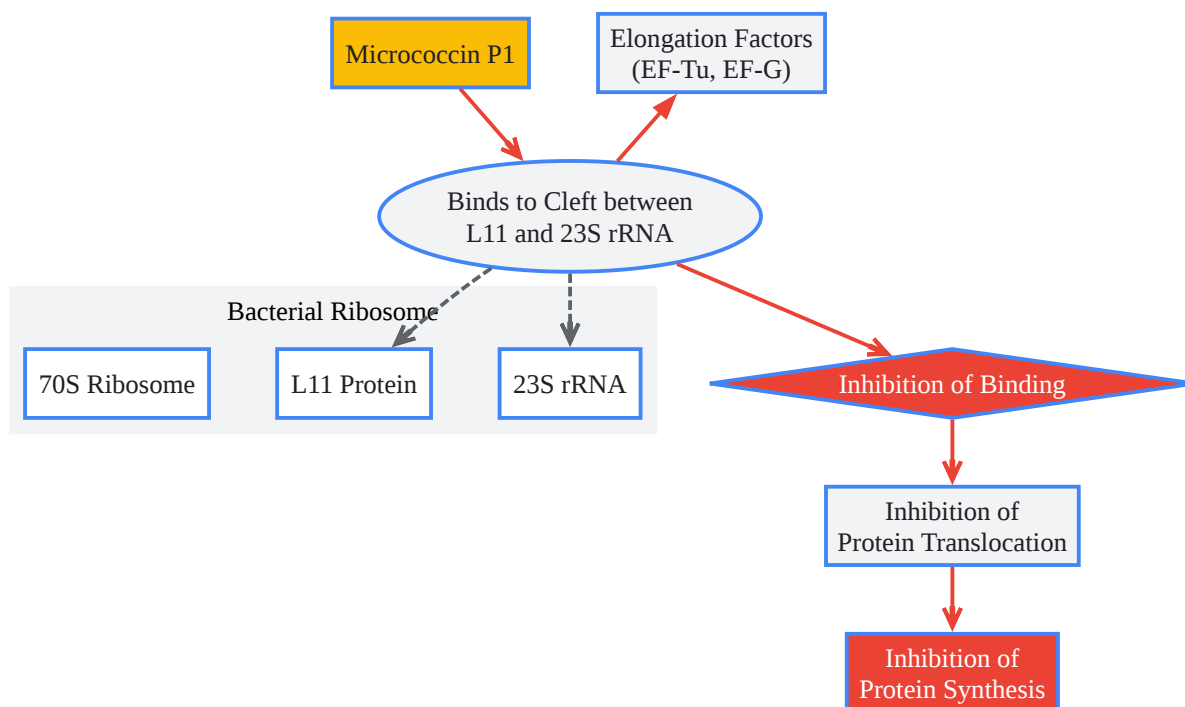 Micrococcin P1
Elongation Factors
(EF-Tu, EF-G)
Binds to Cleft between
L11 and 23S rRNA
Bacterial Ribosome
70S Ribosome
L11 Protein
23S rRNA
Inhibition of Binding
Inhibition of
Protein Translocation
Inhibition of
Protein Synthesis